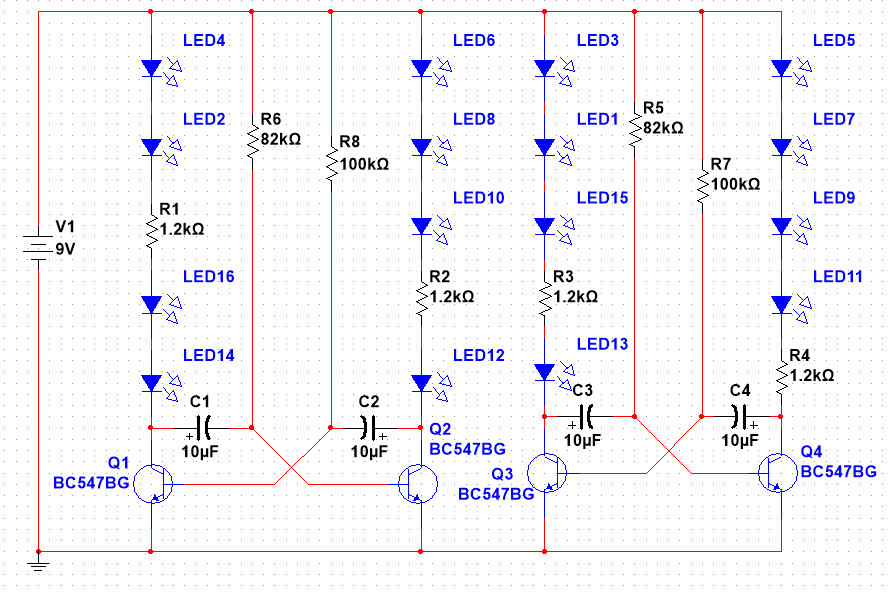 LED4
LED6
LED3
LED5
LED2
R6
82kΩ
LED8
LED1
R5
82kΩ
LED7
R8
100kΩ
R7
100kΩ
LED10
LED15
LED9
V1
9V
R1
1.2kΩ
LED16
R2
1.2kΩ
R3
1.2kΩ
LED11
LED14
LED12
LED13
R4
1.2kΩ
C1
+
10µF
C2
+
10µF
C3
+
10µF
C4
+
10µF
Q1
BC547BG
Q2
BC547BG
Q3
BC547BG
Q4
BC547BG